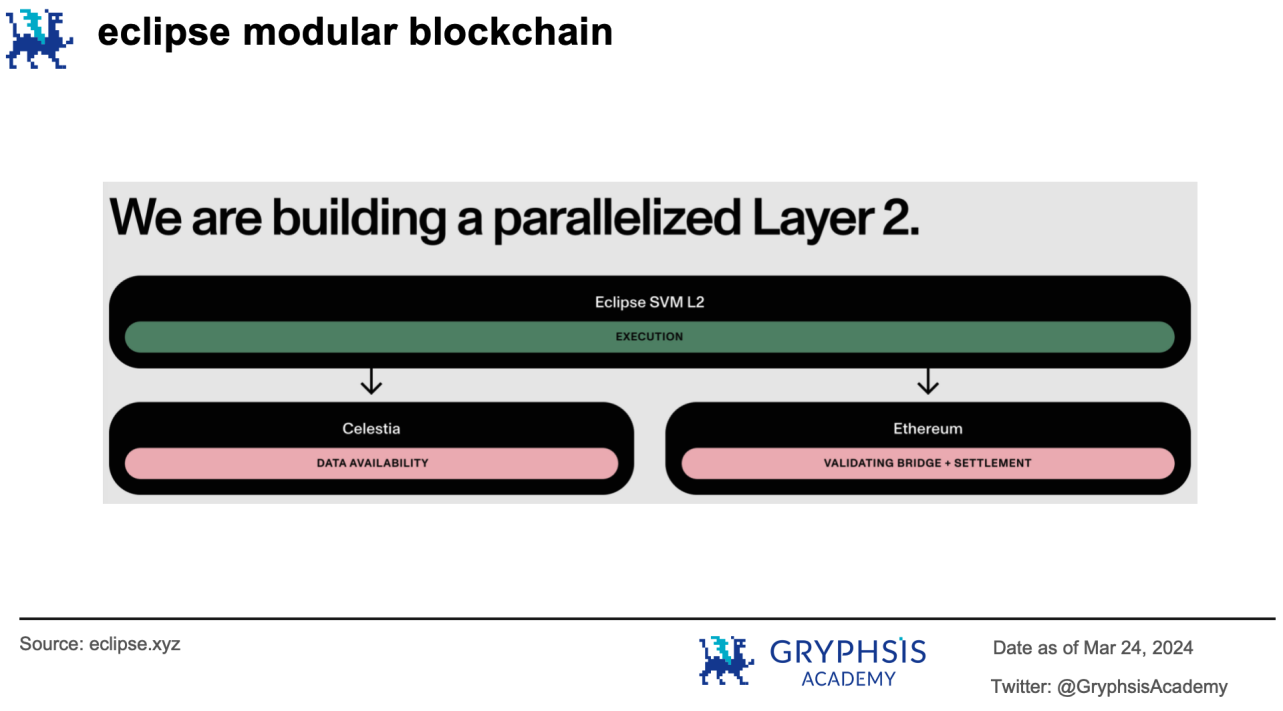 eclipse modular blockchain
We are building a parallelized Layer 2.
Eclipse SVM L2
EXECUTION
Celestia
DATA AVAILABILITY
Ethereum
VALIDATING BRIDGE + SETTLEMENT
Source: eclipse.xyz
GRYPHSIS
ACADEMY
Date as of Mar 24, 2024
Twitter: @GryphsisAcademy